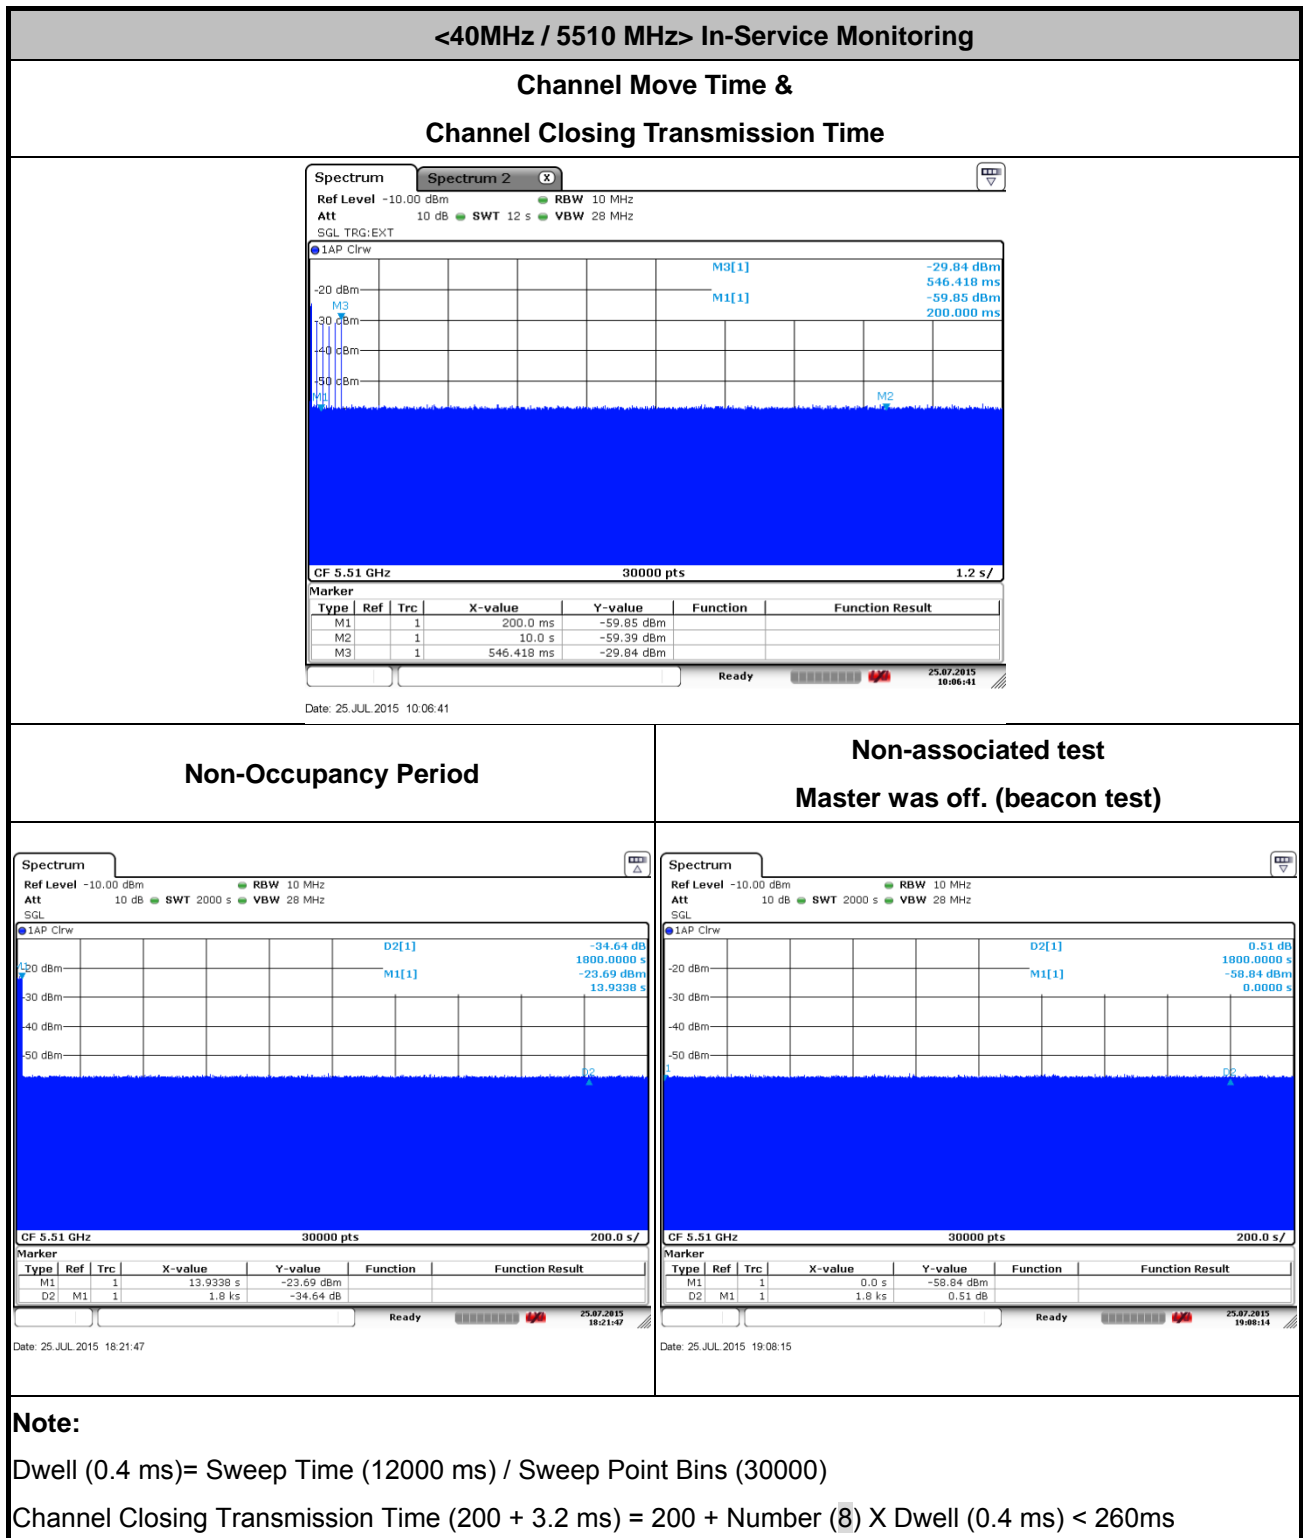 <40MHz / 5510 MHz> In-Service Monitoring
Channel Move Time &
Channel Closing Transmission Time
Spectrum Spectrum 2 X
Ref Level -10.00 dBm RBW 10 MHz
Att 10 dB SWT 12 s VBW 28 MHz
SGL TRG:EXT
1AP Clrw
M3[1] -29.84 dBm
546.418 ms
-20 dBm
M1[1] -59.85 dBm
200.000 ms
M3
-30 dBm
-40 dBm
-50 dBm
M1
M2
CF 5.51 GHz 30000 pts 1.2 s/
Marker
Type Ref Trc X-value Y-value Function Function Result
M1 1 200.0 ms -59.85 dBm
M2 1 10.0 s -59.39 dBm
M3 1 546.418 ms -29.84 dBm
Ready 25.07.2015
10:06:41
Date: 25.JUL.2015 10:06:41
Non-Occupancy Period
Non-associated test
Master was off. (beacon test)
Spectrum
Ref Level -10.00 dBm RBW 10 MHz
Att 10 dB SWT 2000 s VBW 28 MHz
SGL
1AP Clrw
D2[1] -34.64 dB
1800.0000 s
M1[1] -23.69 dBm
13.9338 s
-20 dBm
-30 dBm
-40 dBm
-50 dBm
D2
CF 5.51 GHz 30000 pts 200.0 s/
Marker
Type Ref Trc X-value Y-value Function Function Result
M1 1 13.9338 s -23.69 dBm
D2 M1 1 1.8 ks -34.64 dB
Ready 25.07.2015
18:21:47
Date: 25.JUL.2015 18:21:47
Spectrum
Ref Level -10.00 dBm RBW 10 MHz
Att 10 dB SWT 2000 s VBW 28 MHz
SGL
1AP Clrw
D2[1] 0.51 dB
1800.0000 s
M1[1] -58.84 dBm
0.0000 s
-20 dBm
-30 dBm
-40 dBm
-50 dBm
1
D2
CF 5.51 GHz 30000 pts 200.0 s/
Marker
Type Ref Trc X-value Y-value Function Function Result
M1 1 0.0 s -58.84 dBm
D2 M1 1 1.8 ks 0.51 dB
Ready 25.07.2015
19:08:14
Date: 25.JUL.2015 19:08:15
Note:
Dwell (0.4 ms)= Sweep Time (12000 ms) / Sweep Point Bins (30000)
Channel Closing Transmission Time (200 + 3.2 ms) = 200 + Number (8) X Dwell (0.4 ms) < 260ms